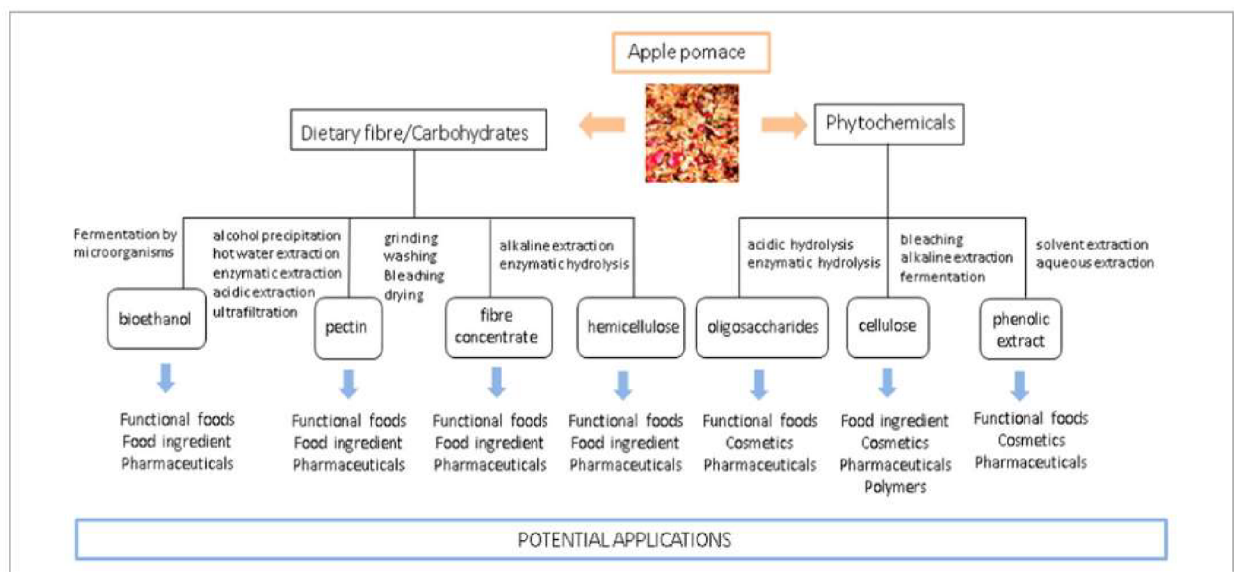 Apple pomace
Dietary fibre/Carbohydrates
Phytochemicals
Fermentation by
microorganisms
alcohol precipitation
hot water extraction
enzymatic extraction
acidic extraction
ultrafiltration
grinding
washing
Bleaching
drying
alkaline extraction
enzymatic hydrolysis
acidic hydrolysis
enzymatic hydrolysis
bleaching
alkaline extraction
fermentation
solvent extraction
aqueous extraction
bioethanol
pectin
fibre
concentrate
hemicellulose
oligosaccharides
cellulose
phenolic
extract
Functional foods
Food ingredient
Pharmaceuticals
Functional foods
Food ingredient
Pharmaceuticals
Functional foods
Food ingredient
Pharmaceuticals
Functional foods
Food ingredient
Pharmaceuticals
Functional foods
Cosmetics
Pharmaceuticals
Food ingredient
Cosmetics
Pharmaceuticals
Polymers
Functional foods
Cosmetics
Pharmaceuticals
POTENTIAL APPLICATIONS